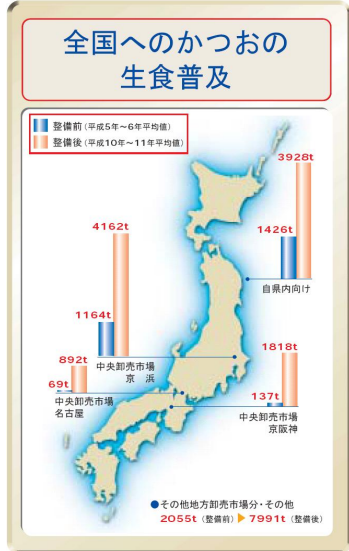 全国へのかつおの
生食普及
整備前（平成5年～6年平均値）
整備後（平成10年～11年平均値）
3928t
1426t
自県内向け
4162t
1164t
中央卸売市場
京　浜
892t
69t
中央卸売市場
名古屋
1818t
137t
中央卸売市場
京阪神
●その他地方卸売市場分・その他
2055t（整備前）▶7991t（整備後）